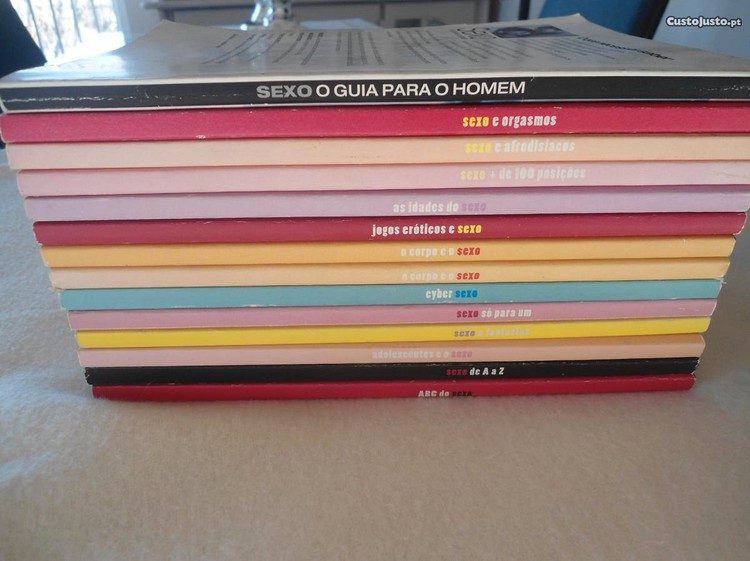 CustoJusto.pt
SEXO O GUIA PARA O HOMEM
sexo e orgasmos
sexo e afrodisíacos
sexo + de 100 posições
as idades do sexo
jogos eróticos e sexo
o corpo e o sexo
o corpo e o sexo
cyber sexo
sexo só para um
sexo e fantasias
adolescentes e o sexo
sexo de A a Z
ABC do sexo